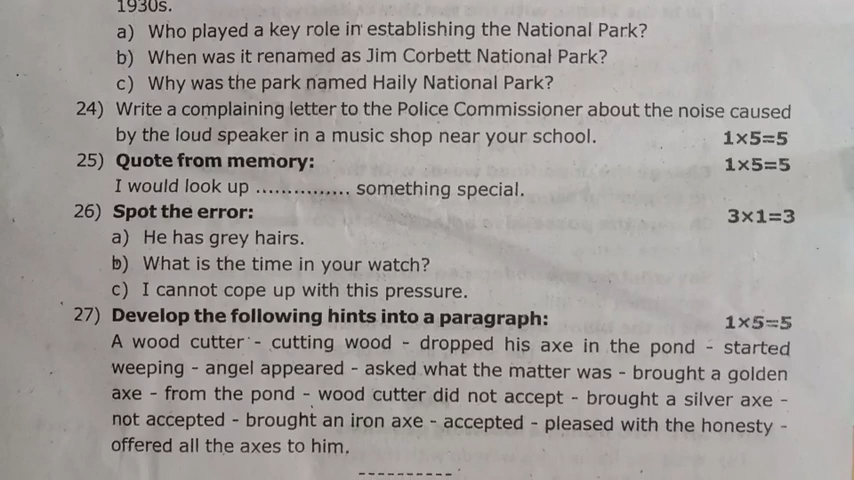 1930s.
a) Who played a key role in establishing the National Park?
b) When was it renamed as Jim Corbett National Park?
c) Why was the park named Haily National Park?
24) Write a complaining letter to the Police Commissioner about the noise caused
by the loud speaker in a music shop near your school. 1×5=5
25) Quote from memory: 1×5=5
I would look up ............... something special.
26) Spot the error: 3×1=3
a) He has grey hairs.
b) What is the time in your watch?
c) I cannot cope up with this pressure.
27) Develop the following hints into a paragraph: 1×5=5
A wood cutter - cutting wood - dropped his axe in the pond - started
weeping - angel appeared - asked what the matter was - brought a golden
axe - from the pond - wood cutter did not accept - brought a silver axe -
not accepted - brought an iron axe - accepted - pleased with the honesty -
offered all the axes to him.
----------